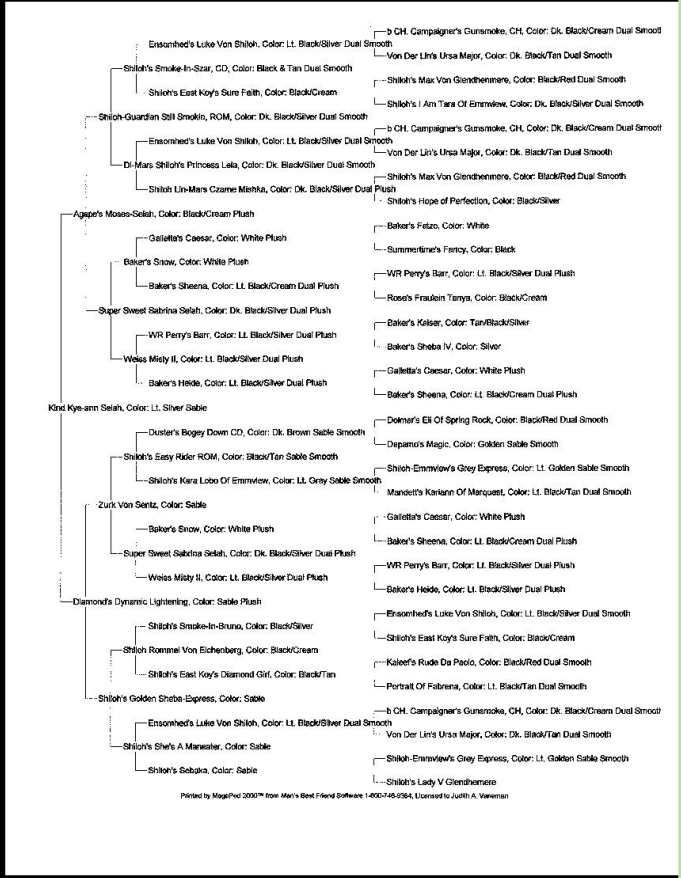 b CH. Campaigner's Gunsmoke, CH, Color: Dk. Black/Cream Dual Smooth
Ensomhed's Luke Von Shiloh, Color: Lt. Black/Silver Dual Smooth
Von Der Lin's Ursa Major, Color: Dk. Black/Tan Dual Smooth
Shiloh's Smoke-In-Szar, CD, Color: Black & Tan Dual Smooth
Shiloh's Max Von Glendhenmere, Color: Black/Red Dual Smooth
Shiloh's East Koy's Sure Faith, Color: Black/Cream
Shiloh's I Am Tara Of Emmview, Color: Dk. Black/Silver Dual Smooth
Shiloh-Guardian Still Smokin, ROM, Color: Dk. Black/Silver Dual Smooth
b CH. Campaigner's Gunsmoke, CH, Color: Dk. Black/Cream Dual Smooth
Ensomhed's Luke Von Shiloh, Color: Lt. Black/Silver Dual Smooth
Von Der Lin's Ursa Major, Color: Dk. Black/Tan Dual Smooth
Di-Mars Shiloh's Princess Leia, Color: Dk. Black/Silver Dual Smooth
Shiloh's Max Von Glendhenmere, Color: Black/Red Dual Smooth
Shiloh Lin-Mars Czarne Mishka, Color: Dk. Black/Silver Dual Plush
Shiloh's Hope of Perfection, Color: Black/Silver
Agape's Moses-Selah, Color: Black/Cream Plush
Baker's Fatzo, Color: White
Galletta's Caesar, Color: White Plush
Summertime's Fancy, Color: Black
Baker's Snow, Color: White Plush
WR Perry's Barr, Color: Lt. Black/Silver Dual Plush
Baker's Sheena, Color: Lt. Black/Cream Dual Plush
Rose's Fraulein Tanya, Color: Black/Cream
Super Sweet Sabrina Selah, Color: Dk. Black/Silver Dual Plush
Baker's Kaiser, Color: Tan/Black/Silver
WR Perry's Barr, Color: Lt. Black/Silver Dual Plush
Baker's Sheba IV, Color: Silver
Weiss Misty II, Color: Lt. Black/Silver Dual Plush
Galletta's Caesar, Color: White Plush
Baker's Heide, Color: Lt. Black/Silver Dual Plush
Baker's Sheena, Color: Lt. Black/Cream Dual Plush
Kind Kye-ann Selah, Color: Lt. Silver Sable
Dolmar's Eli Of Spring Rock, Color: Black/Red Dual Smooth
Duster's Bogey Down CD, Color: Dk. Brown Sable Smooth
Depamo's Magic, Color: Golden Sable Smooth
Shiloh's Easy Rider ROM, Color: Black/Tan Sable Smooth
Shiloh-Emmview's Grey Express, Color: Lt. Golden Sable Smooth
Shiloh's Kara Lobo Of Emmview, Color: Lt. Gray Sable Smooth
Mandett's Kariann Of Marquest, Color: Lt. Black/Tan Dual Smooth
Zurk Von Sentz, Color: Sable
Galletta's Caesar, Color: White Plush
Baker's Snow, Color: White Plush
Baker's Sheena, Color: Lt. Black/Cream Dual Plush
Super Sweet Sabrina Selah, Color: Dk. Black/Silver Dual Plush
WR Perry's Barr, Color: Lt. Black/Silver Dual Plush
Weiss Misty II, Color: Lt. Black/Silver Dual Plush
Baker's Heide, Color: Lt. Black/Silver Dual Plush
Diamond's Dynamic Lightening, Color: Sable Plush
Ensomhed's Luke Von Shiloh, Color: Lt. Black/Silver Dual Smooth
Shiloh's Smoke-In-Bruno, Color: Black/Silver
Shiloh's East Koy's Sure Faith, Color: Black/Cream
Shiloh Rommel Von Eichenberg, Color: Black/Cream
Kaleef's Rude Da Paolo, Color: Black/Red Dual Smooth
Shiloh's East Koy's Diamond Girl, Color: Black/Tan
Portrait Of Fabrena, Color: Lt. Black/Tan Dual Smooth
Shiloh's Golden Sheba-Express, Color: Sable
b CH. Campaigner's Gunsmoke, CH, Color: Dk. Black/Cream Dual Smooth
Ensomhed's Luke Von Shiloh, Color: Lt. Black/Silver Dual Smooth
Von Der Lin's Ursa Major, Color: Dk. Black/Tan Dual Smooth
Shiloh's She's A Maneater, Color: Sable
Shiloh-Emmview's Grey Express, Color: Lt. Golden Sable Smooth
Shiloh's Sebaka, Color: Sable
Shiloh's Lady V Glendhemere
Printed by MegaPed 2000™ from Man's Best Friend Software 1-800-746-9364, Licensed to Judith A. Vaneman